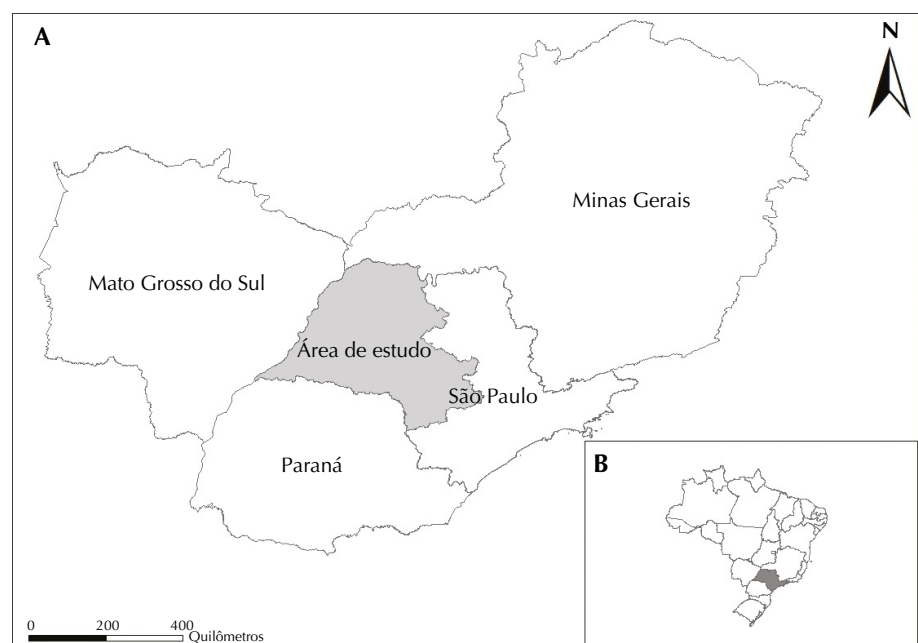 A
N
Minas Gerais
Mato Grosso do Sul
Área de estudo
São Paulo
Paraná
B
0 200 400
Quilômetros